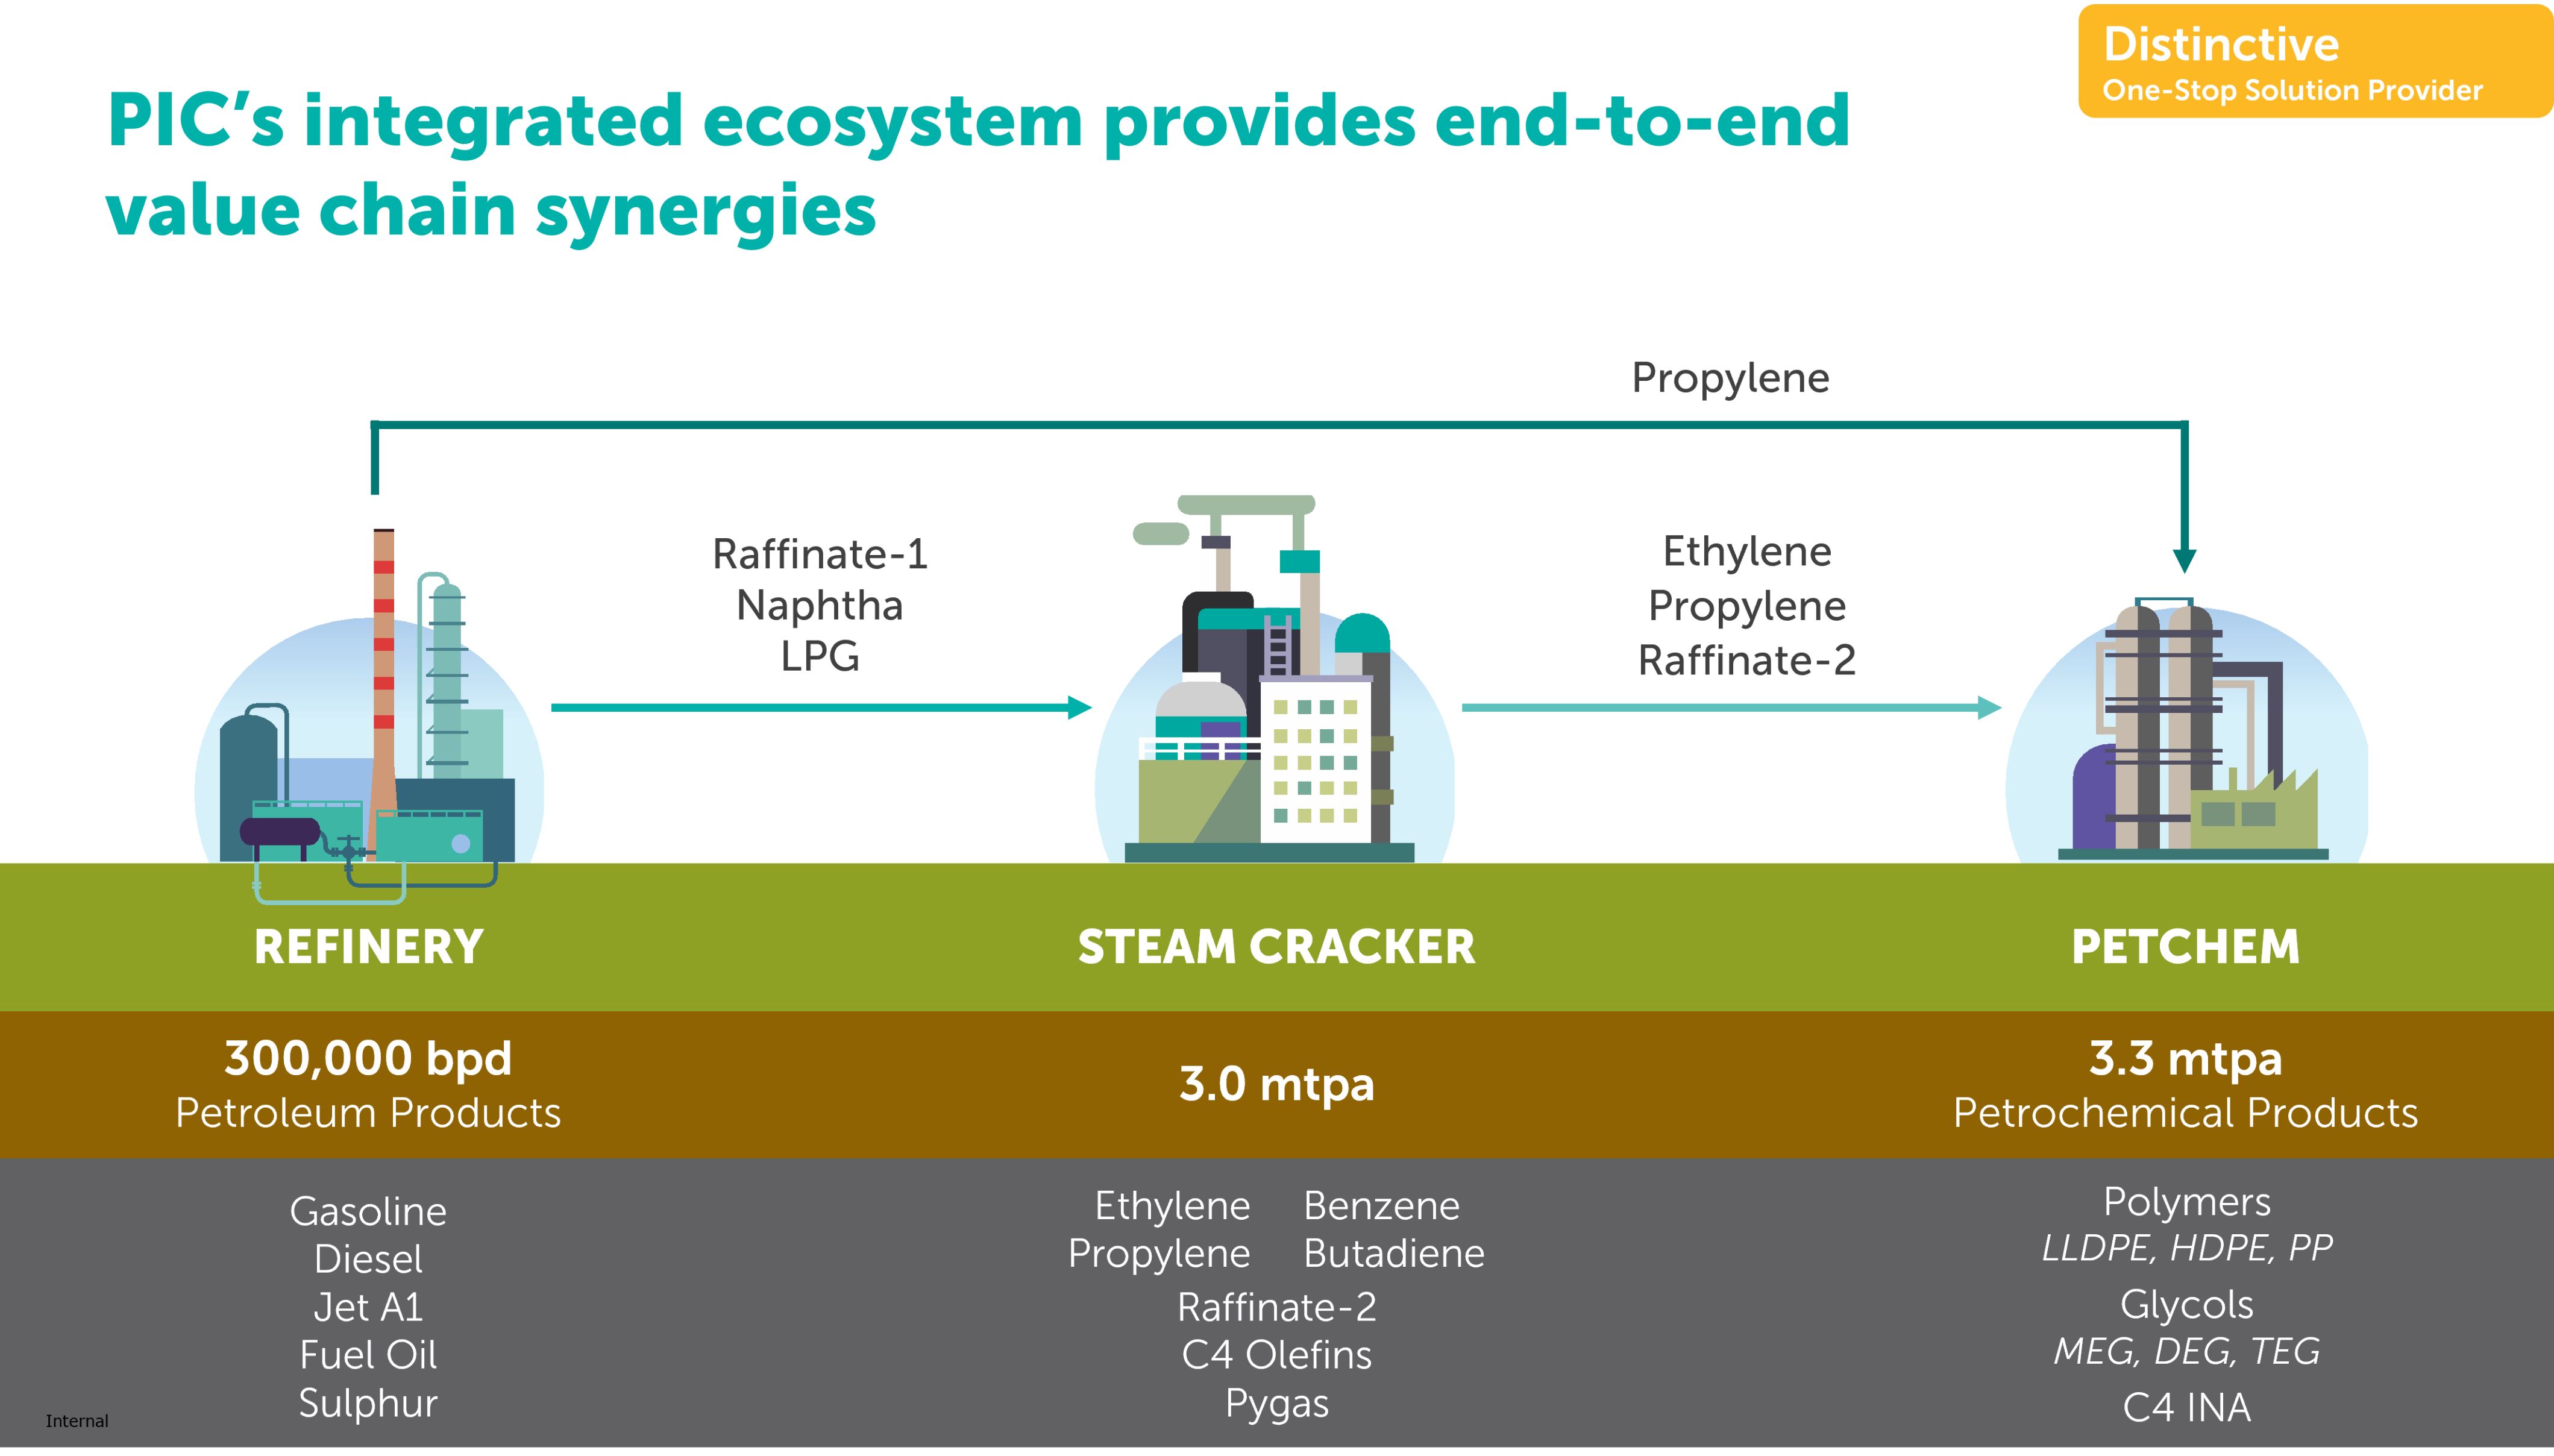 Distinctive
One-Stop Solution Provider
PIC’s integrated ecosystem provides end-to-end
value chain synergies
Propylene
Raffinate-1
Naphtha
LPG
Ethylene
Propylene
Raffinate-2
REFINERY
STEAM CRACKER
PETCHEM
300,000 bpd
Petroleum Products
3.0 mtpa
3.3 mtpa
Petrochemical Products
Gasoline
Diesel
Jet A1
Fuel Oil
Sulphur
Ethylene Benzene
Propylene Butadiene
Raffinate-2
C4 Olefins
Pygas
Polymers
LLDPE, HDPE, PP
Glycols
MEG, DEG, TEG
C4 INA
Internal